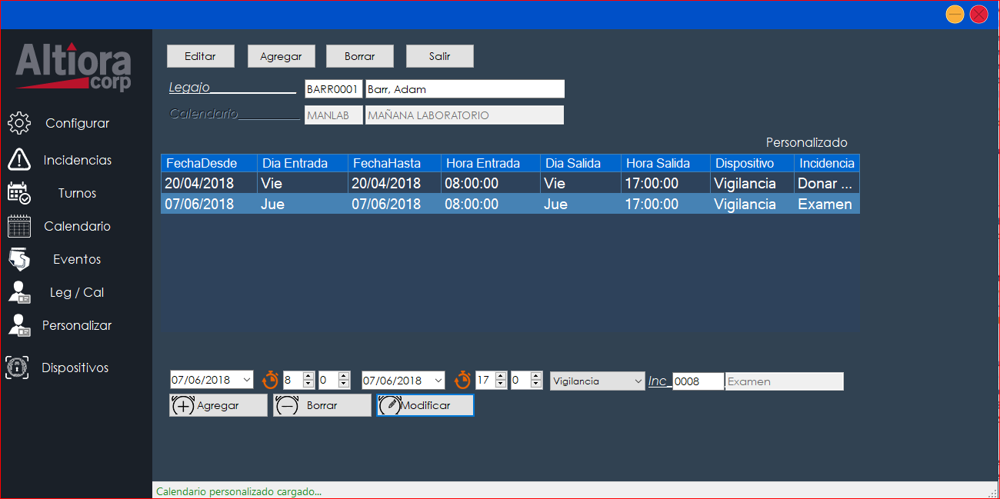 Altiora
corp
Configurar
Incidencias
Turnos
Calendario
Eventos
Leg / Cal
Personalizar
Dispositivos
Editar Agregar Borrar Salir
Legajo BARR0001 Barr, Adam
Calendario MANLAB MAÑANA LABORATORIO
Personalizado
FechaDesde Dia Entrada FechaHasta Hora Entrada Dia Salida Hora Salida Dispositivo Incidencia
20/04/2018 Vie 20/04/2018 08:00:00 Vie 17:00:00 Vigilancia Donar ...
07/06/2018 Jue 07/06/2018 08:00:00 Jue 17:00:00 Vigilancia Examen
07/06/2018 8 0 07/06/2018 17 0 Vigilancia Inc 0008 Examen
Agregar Borrar Modificar
Calendario personalizado cargado...